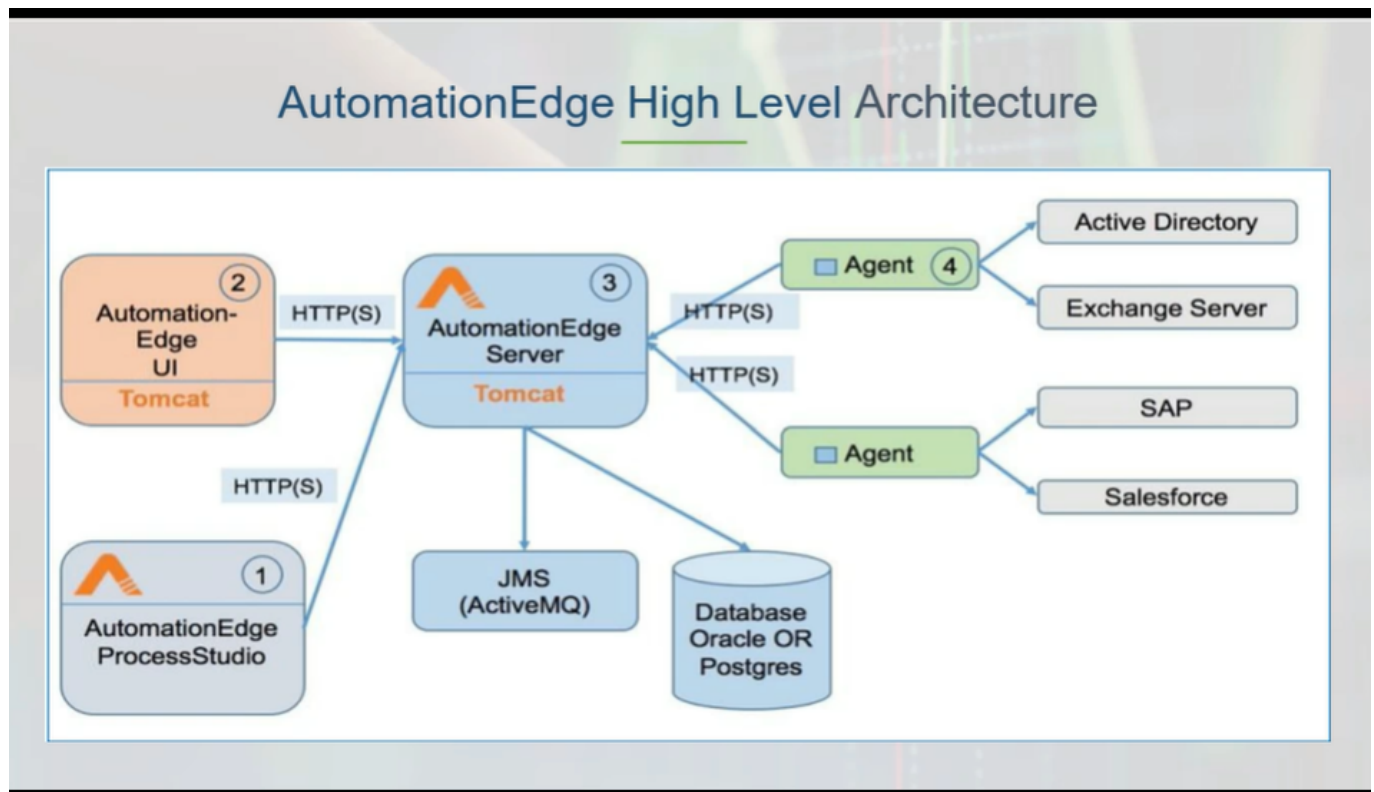 AutomationEdge High Level Architecture
2
Automation-
Edge
UI
Tomcat
HTTP(S)
3
AutomationEdge
Server
Tomcat
HTTP(S)
HTTP(S)
Agent 4
Active Directory
Exchange Server
Agent
SAP
Salesforce
HTTP(S)
1
AutomationEdge
ProcessStudio
JMS
(ActiveMQ)
Database
Oracle OR
Postgres